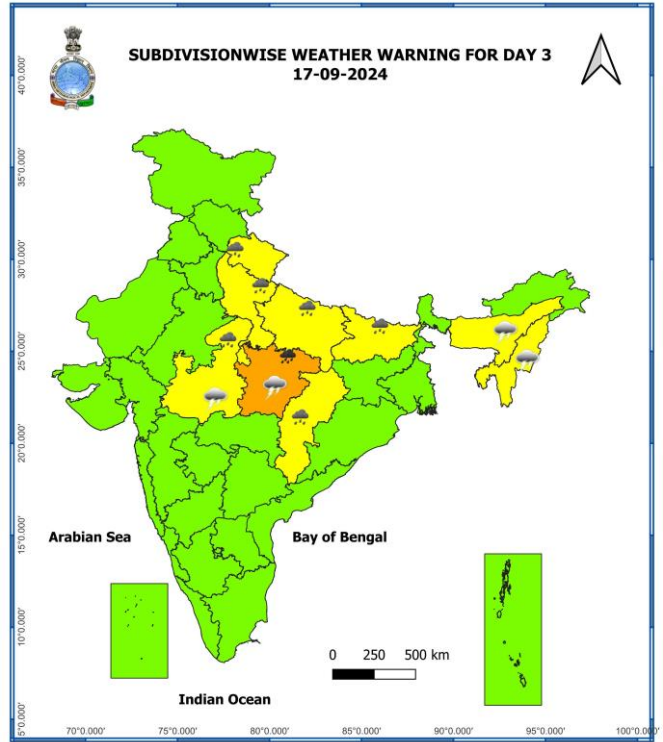 SUBDIVISIONWISE WEATHER WARNING FOR DAY 3
17-09-2024
40°0.000'
35°0.000'
30°0.000'
25°0.000'
20°0.000'
15°0.000'
10°0.000'
5°0.000'
Arabian Sea
Bay of Bengal
0 250 500 km
Indian Ocean
70°0.000' 75°0.000' 80°0.000' 85°0.000' 90°0.000' 95°0.000' 100°0.000'